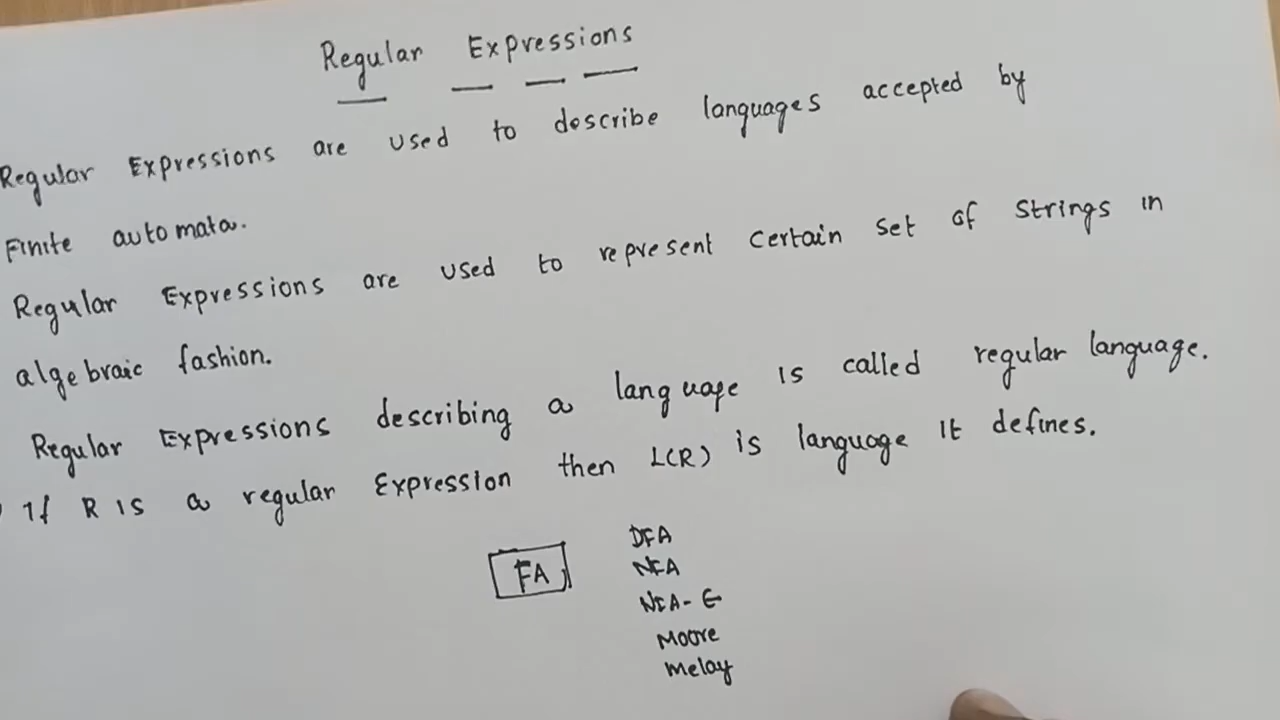 Regular Expressions
Regular Expressions are used to describe languages accepted by
Finite automata.
Regular Expressions are used to represent certain set of strings in
algebraic fashion.
Regular Expressions describing a language is called regular language.
If R is a regular Expression then L(R) is language it defines.
FA
DFA
NFA
NFA-ϵ
Moore
Melay